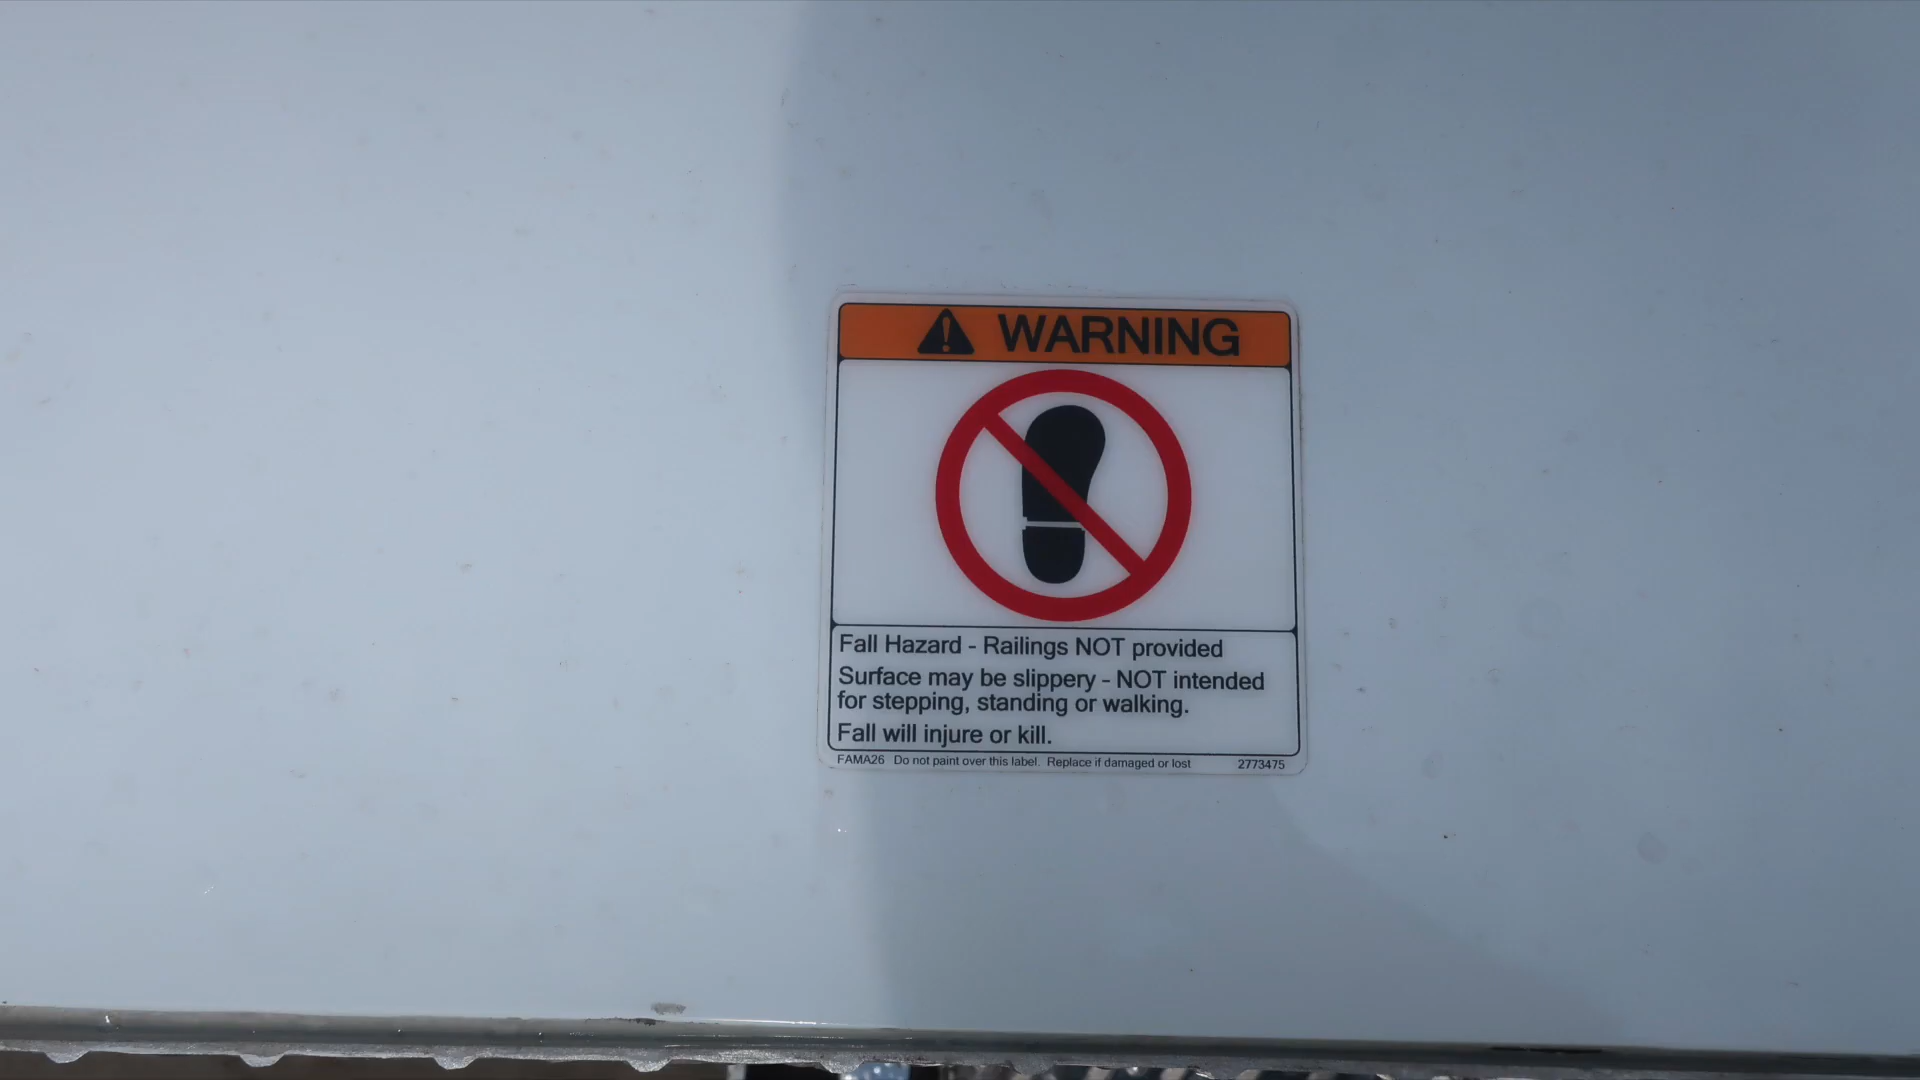 WARNING
Fall Hazard - Railings NOT provided
Surface may be slippery - NOT intended
for stepping, standing or walking.
Fall will injure or kill.
FAMA26 Do not paint over this label. Replace if damaged or lost 2773475